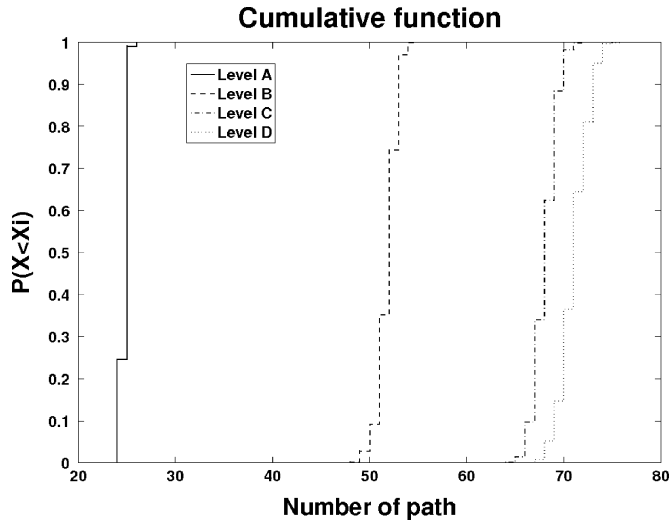 Cumulative function
1
0.9
0.8
0.7
0.6
0.5
0.4
0.3
0.2
0.1
0
P(X<Xi)
Level A
Level B
Level C
Level D
20 30 40 50 60 70 80
Number of path